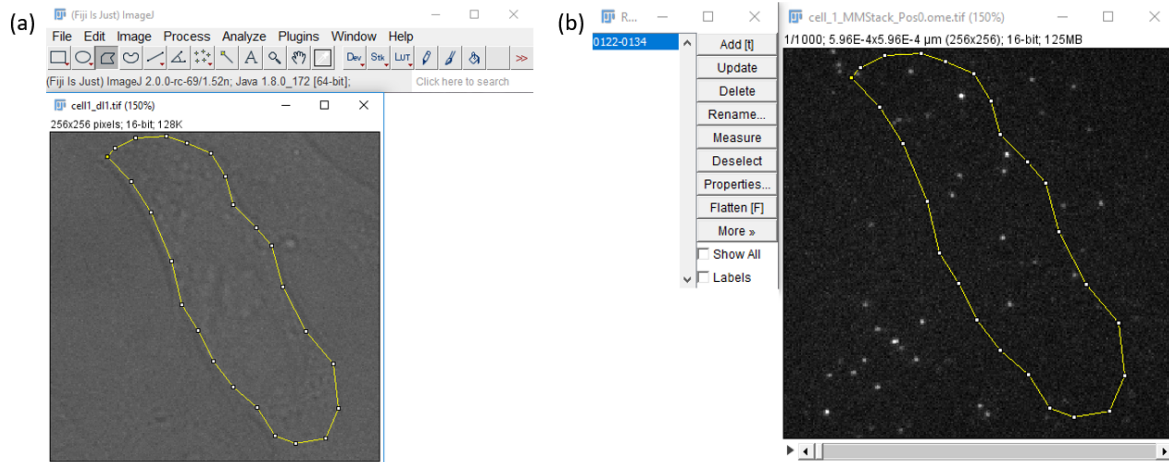 (a)
(Fiji Is Just) ImageJ
File Edit Image Process Analyze Plugins Window Help
Dev Stk LUT >>
(Fiji Is Just) ImageJ 2.0.0-rc-69/1.52n; Java 1.8.0_172 [64-bit]; Click here to search
cell1_dl1.tif (150%)
256x256 pixels; 16-bit; 128K
(b)
R...
0122-0134
Add [t]
Update
Delete
Rename...
Measure
Deselect
Properties...
Flatten [F]
More »
Show All
Labels
cell_1_MMStack_Pos0.ome.tif (150%)
1/1000; 5.96E-4x5.96E-4 µm (256x256); 16-bit; 125MB